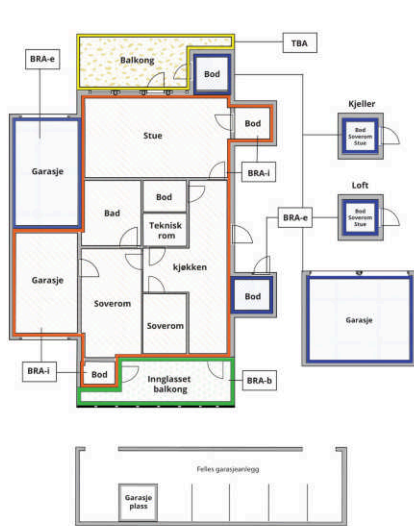 TBA
Balkong
BRA-e
Bod
Kjeller
Bod
Soverom
Stue
Bod
Stue
BRA-i
Garasje
Loft
Bod
Soverom
Stue
Bod
Bad
Teknisk
rom
BRA-e
kjøkken
Garasje
Soverom
Bod
Garasje
Soverom
BRA-i
Bod
Innglasset
balkong
BRA-b
Felles garasjeanlegg
Garasje
plass